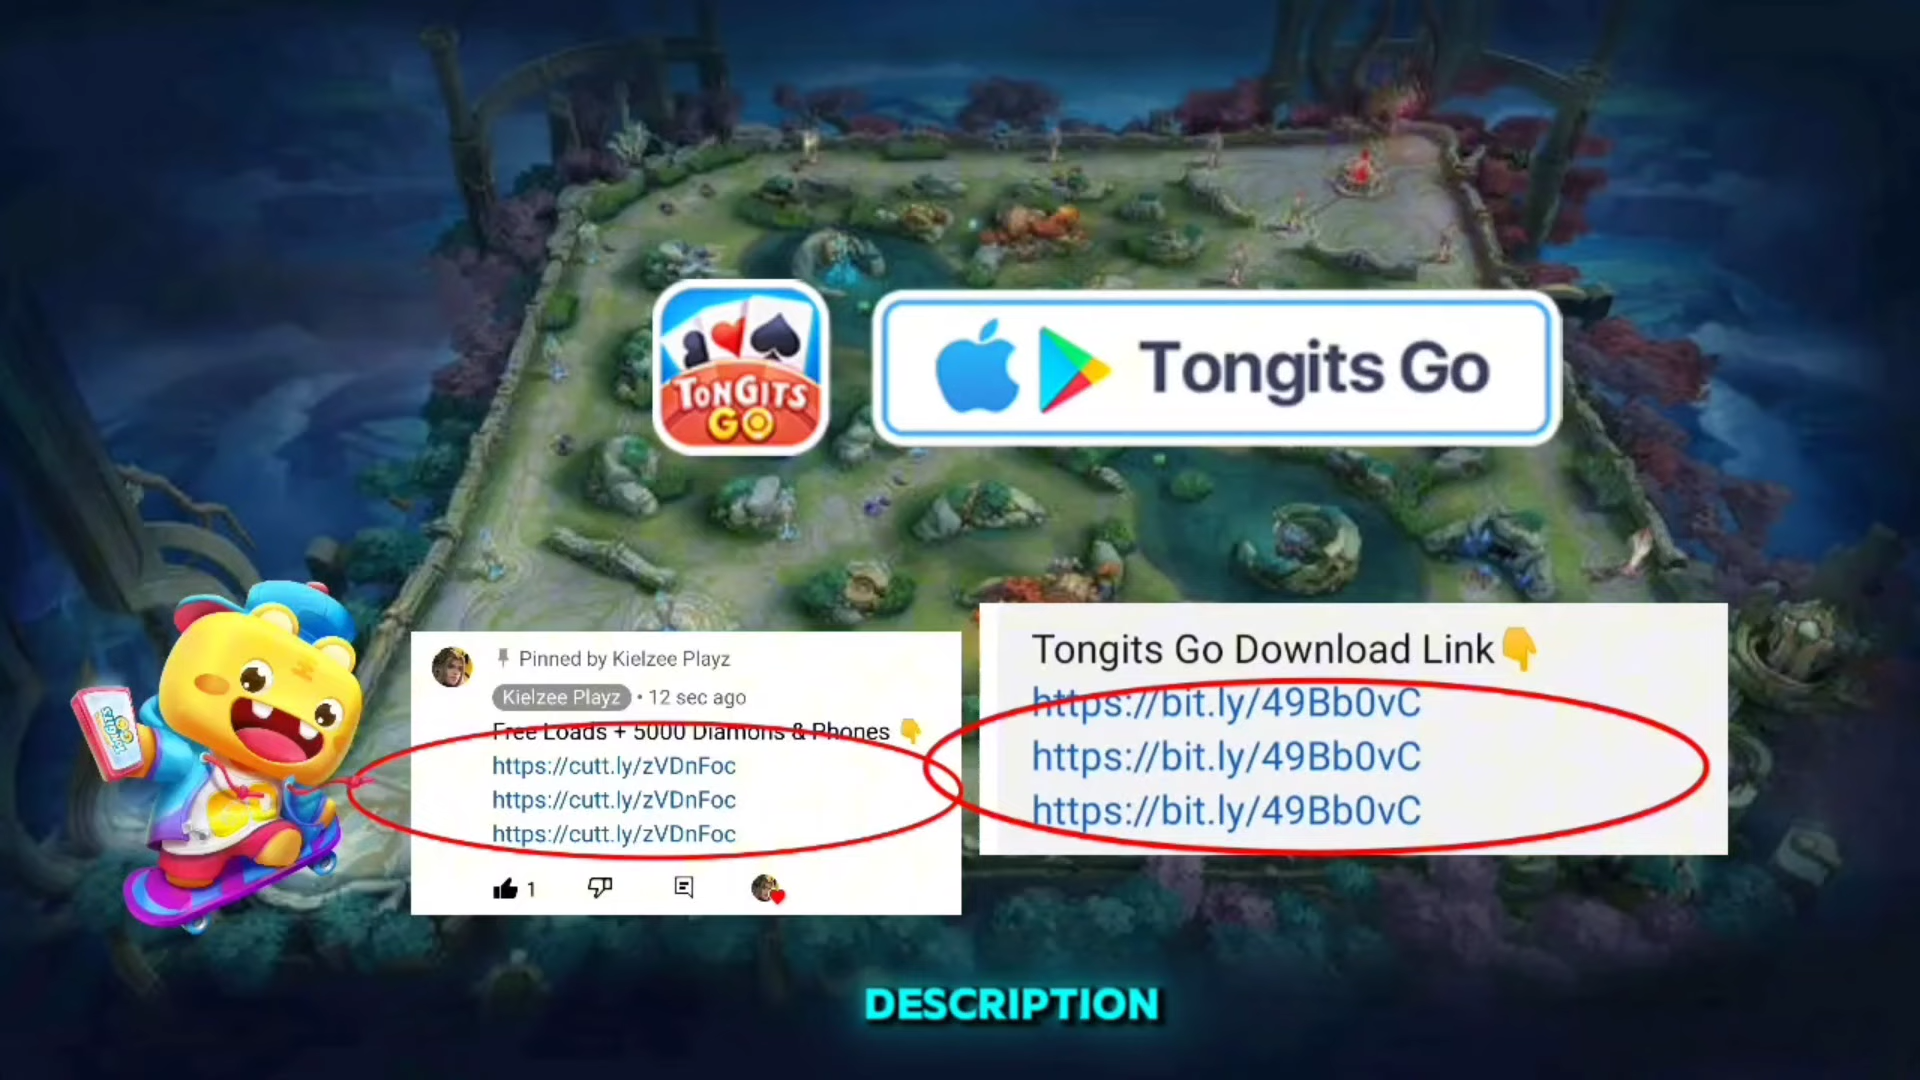 TONGITS
GO
Tongits Go
Pinned by Kielzee Playz
Kielzee Playz • 12 sec ago
Free Loads + 5000 Diamons & Phones 👇
https://cutt.ly/zVDnFoc
https://cutt.ly/zVDnFoc
https://cutt.ly/zVDnFoc
1
Tongits Go Download Link👇
https://bit.ly/49Bb0vC
https://bit.ly/49Bb0vC
https://bit.ly/49Bb0vC
DESCRIPTION